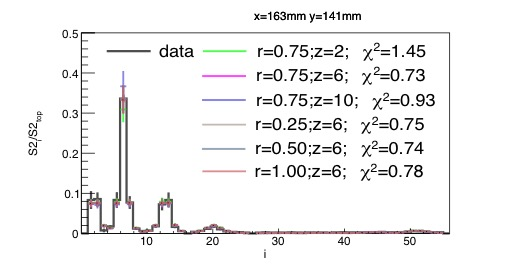 x=163mm y=141mm
S2i/S2top
0.5
0.4
0.3
0.2
0.1
0
data
r=0.75;z=2; χ²=1.45
r=0.75;z=6; χ²=0.73
r=0.75;z=10; χ²=0.93
r=0.25;z=6; χ²=0.75
r=0.50;z=6; χ²=0.74
r=1.00;z=6; χ²=0.78
10 20 30 40 50
i